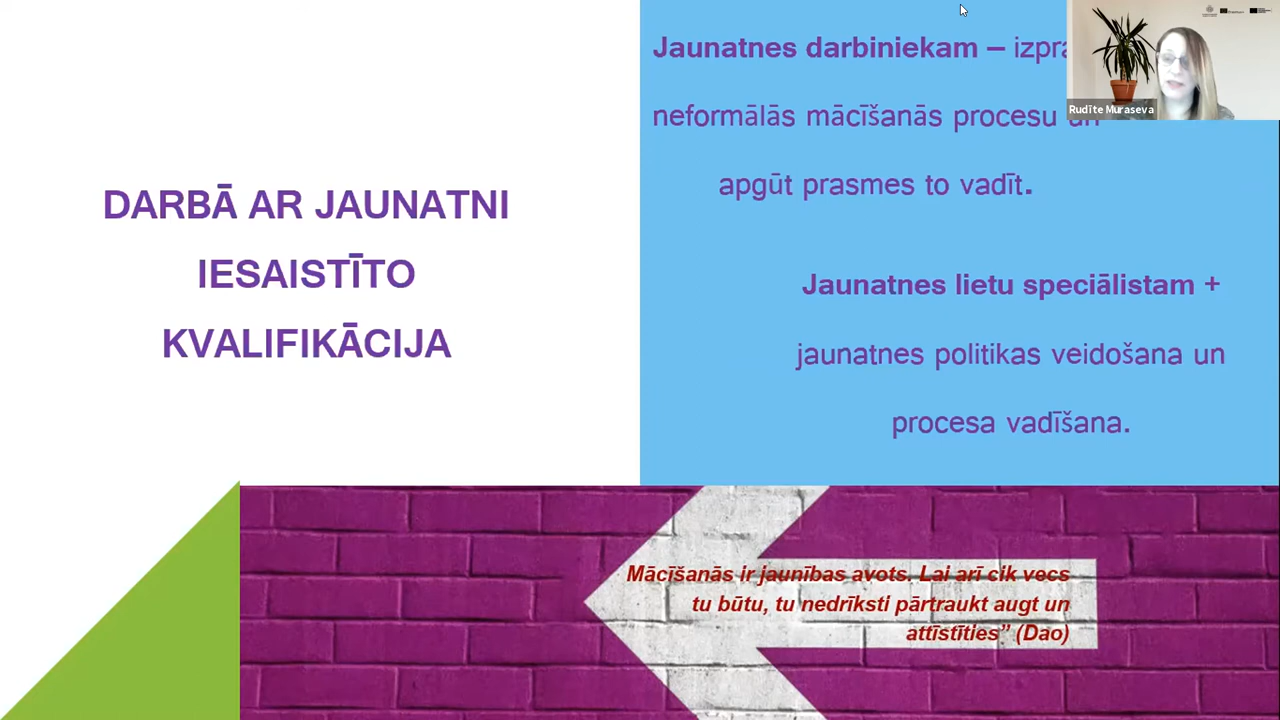 DARBĀ AR JAUNATNI
IESAISTĪTO
KVALIFIKĀCIJA
Jaunatnes darbiniekam –
neformālās mācīšanās procesu un
apgūt prasmes to vadīt.
Jaunatnes lietu speciālistam +
jaunatnes politikas veidošana un
procesa vadīšana.
Rudīte Muraseva
Mācīšanās ir jaunības avots. Lai arī cik vecs
tu būtu, tu nedrīksti pārtraukt augt un
attīstīties” (Dao)